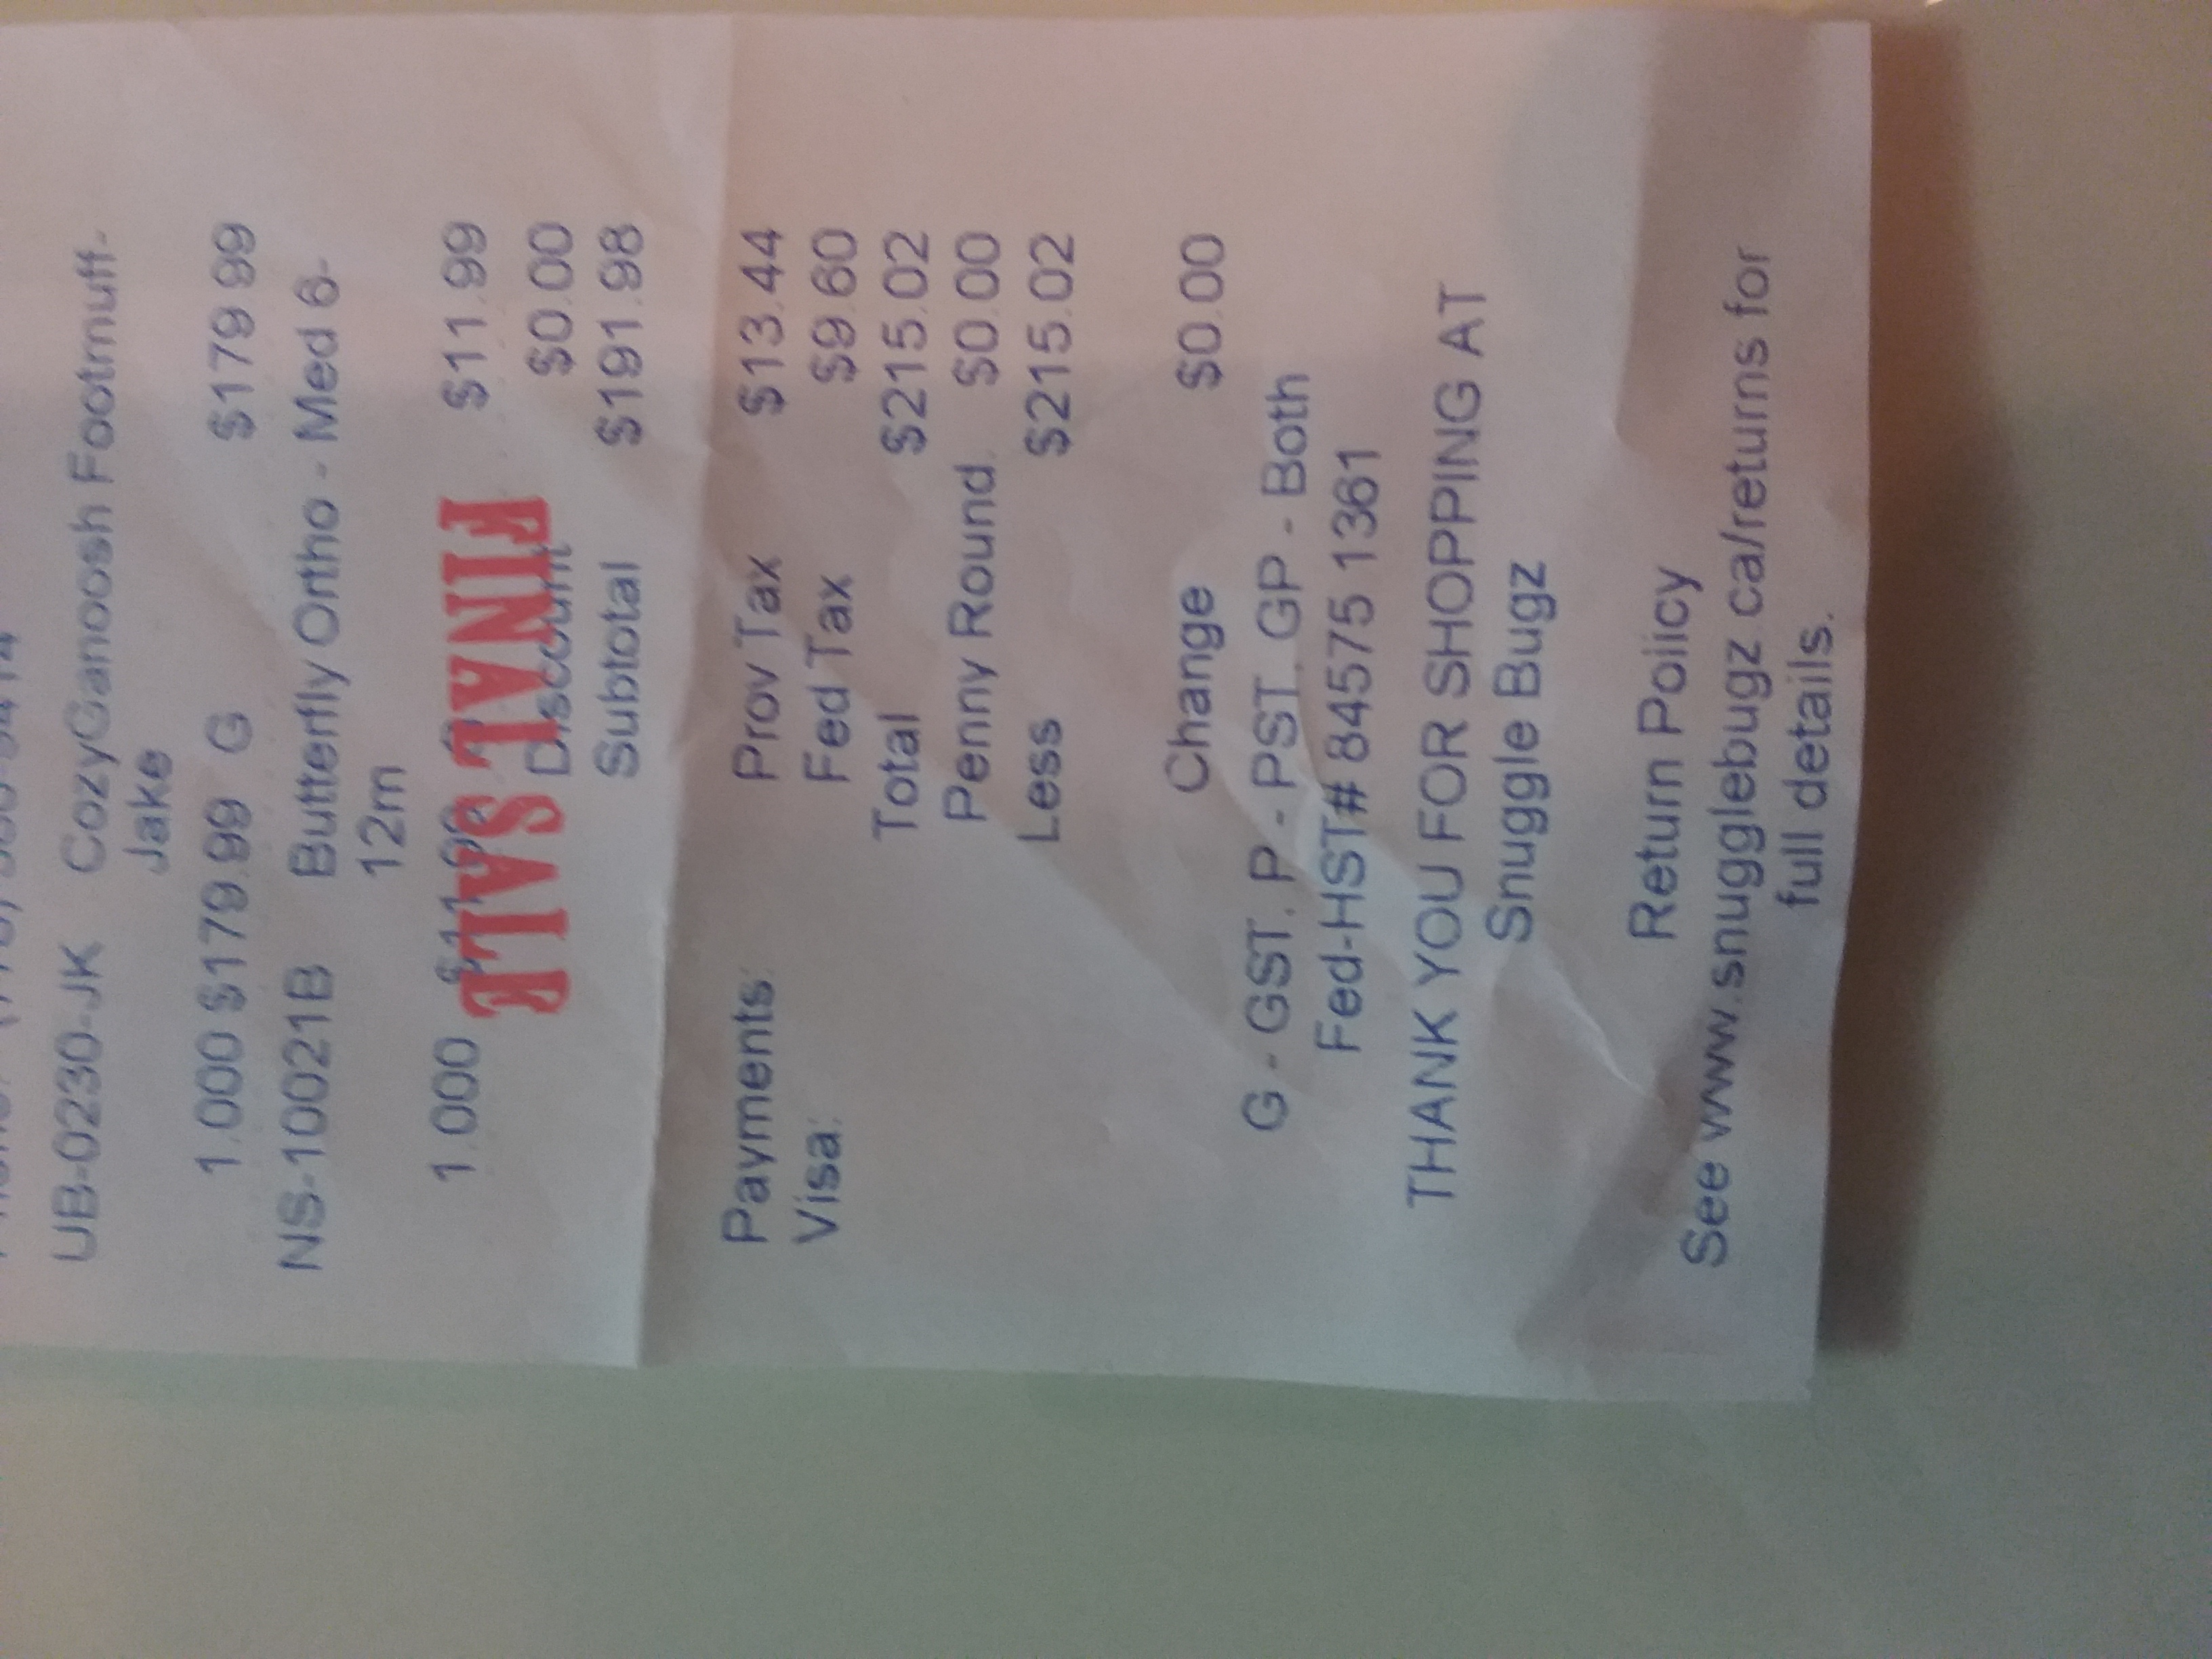 UB-0230-JK CozyGanoosh Footmuff-
Jake
1.000 $179.99 G $179.99
NS-10021B Butterfly Ortho - Med 6-
12m
1.000 $11.99 $11.99
FINAL SALE
Discount $0.00
Subtotal $191.98
Payments: Prov Tax $13.44
Visa: Fed Tax $9.60
Total $215.02
Penny Round. $0.00
Less $215.02
Change $0.00
G - GST. P - PST. GP - Both
Fed-HST# 84575 1361
THANK YOU FOR SHOPPING AT
Snuggle Bugz
Return Policy
See www.snugglebugz.ca/returns for
full details.